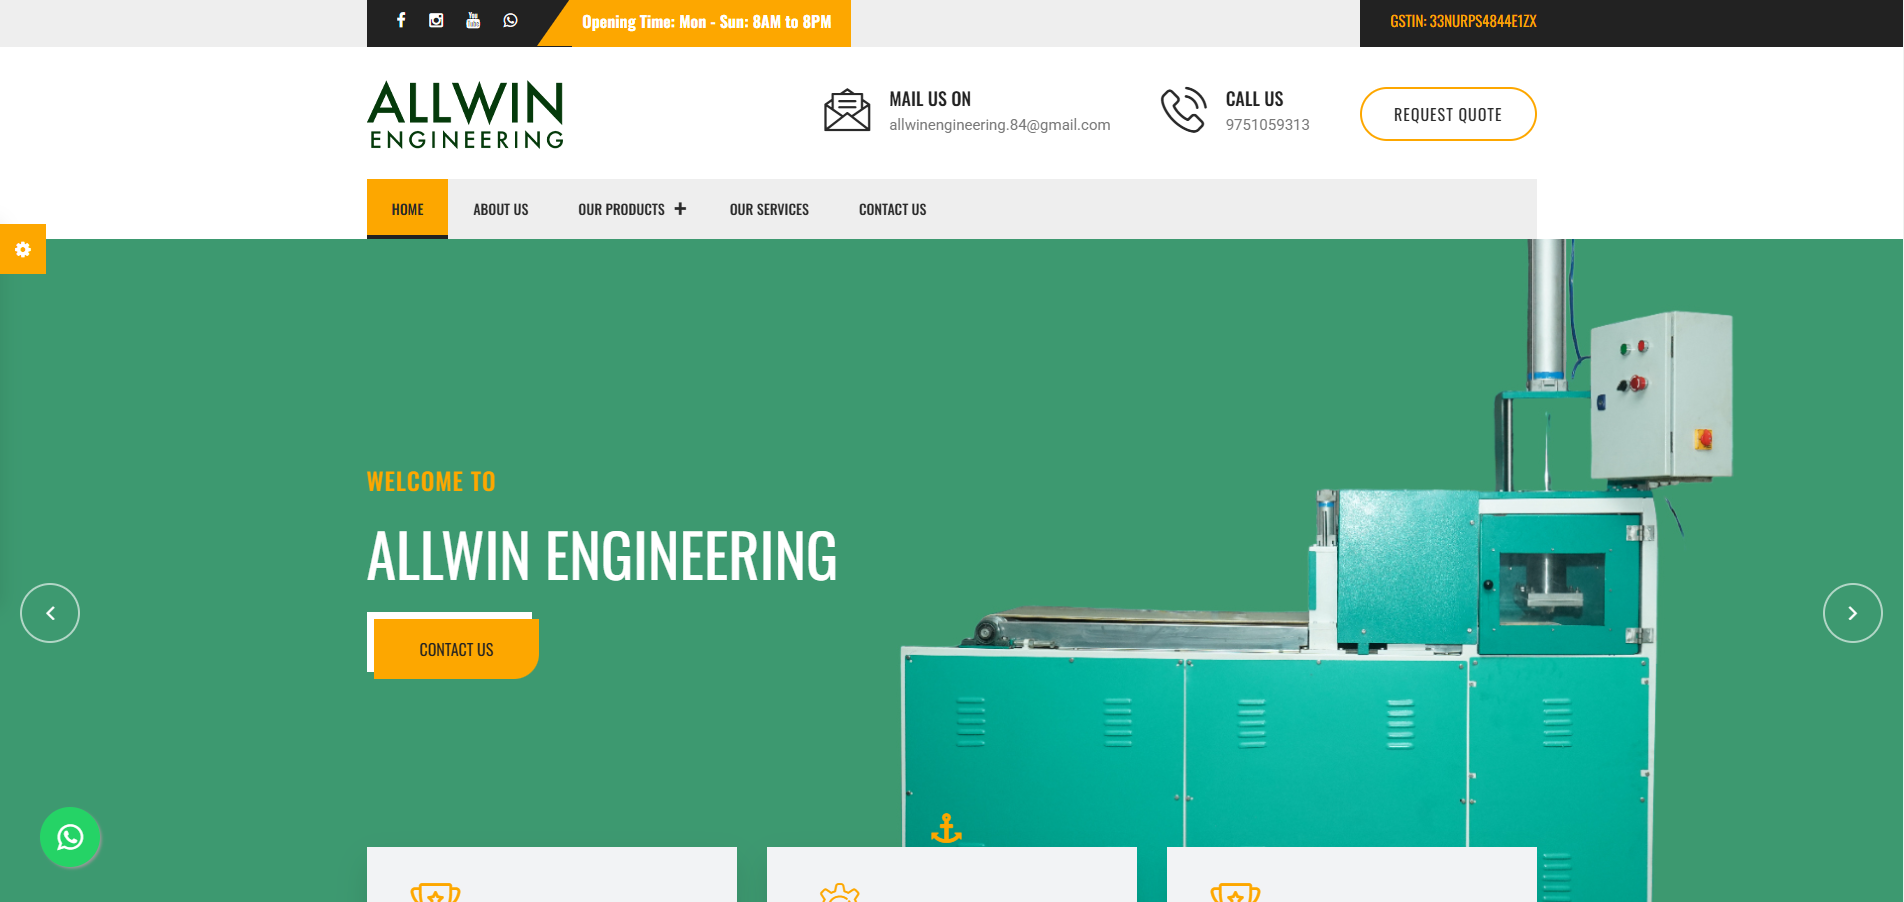 Opening Time: Mon - Sun: 8AM to 8PM
GSTIN: 33NURPS4844E1ZX
ALLWIN
ENGINEERING
MAIL US ON
allwinengineering.84@gmail.com
CALL US
9751059313
REQUEST QUOTE
HOME
ABOUT US
OUR PRODUCTS
OUR SERVICES
CONTACT US
WELCOME TO
ALLWIN ENGINEERING
CONTACT US